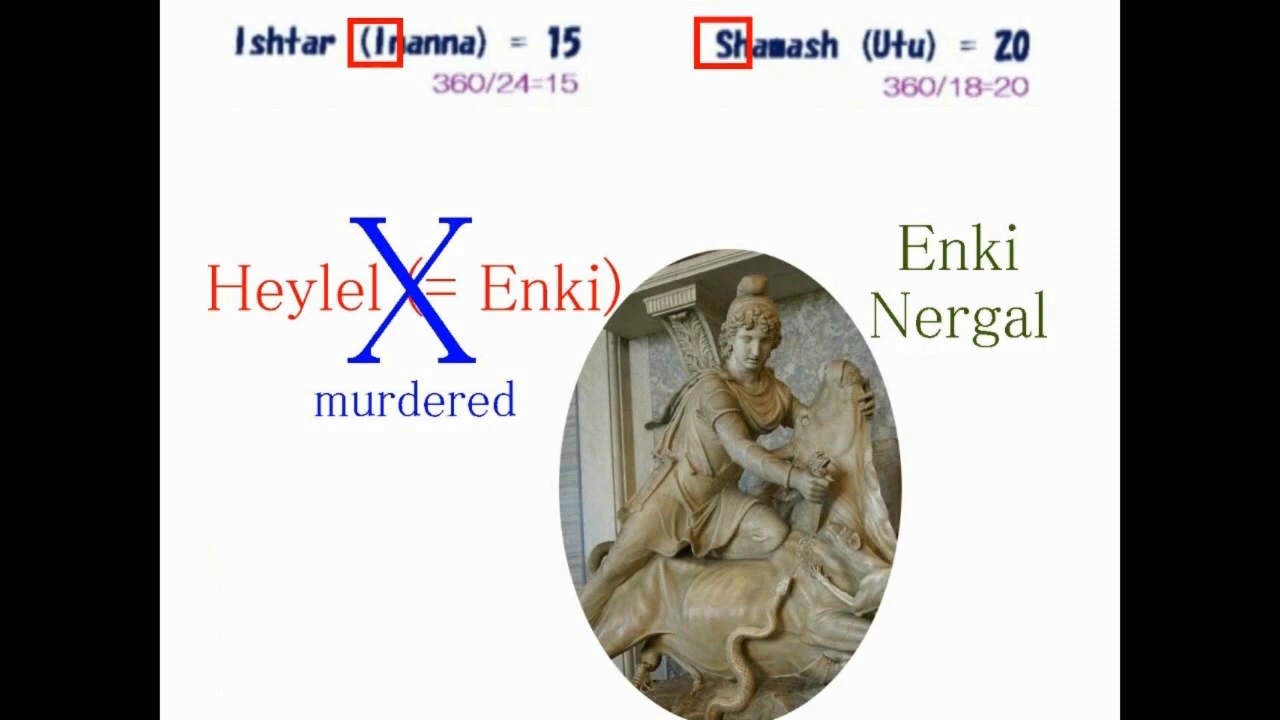 Ishtar (Inanna) = 15
360/24=15
Shamash (Utu) = 20
360/18=20
X
Heylel (= Enki)
murdered
Enki
Nergal